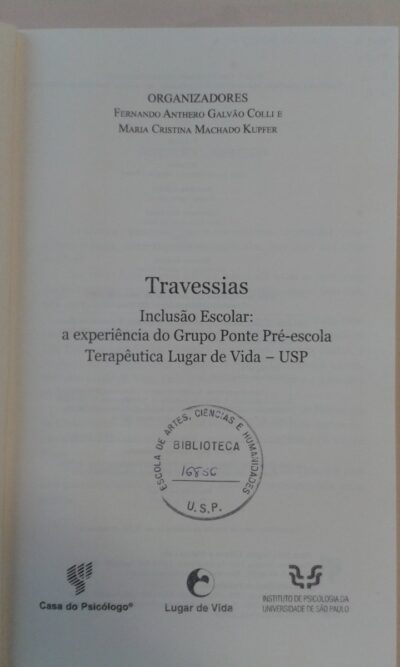 ORGANIZADORES
FERNANDO ANTHERO GALVÃO COLLI E
MARIA CRISTINA MACHADO KUPFER
Travessias
Inclusão Escolar:
a experiência do Grupo Ponte Pré-escola
Terapêutica Lugar de Vida – USP
ESCOLA DE ARTES, CIÊNCIAS E HUMANIDADES
BIBLIOTECA
16856
U.S.P.
Casa do Psicólogo®
Lugar de Vida
INSTITUTO DE PSICOLOGIA DA
UNIVERSIDADE DE SÃO PAULO